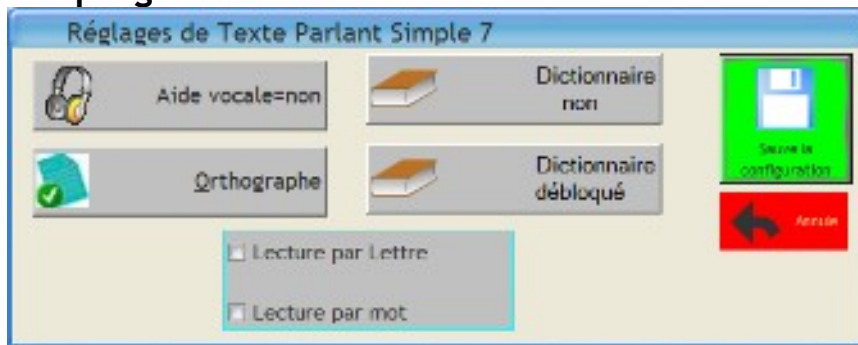 Réglages de Texte Parlant Simple 7
Aide vocale=non
Dictionnaire
non
Sauve la
configuration
Orthographe
Dictionnaire
débloqué
Annule
Lecture par Lettre
Lecture par mot